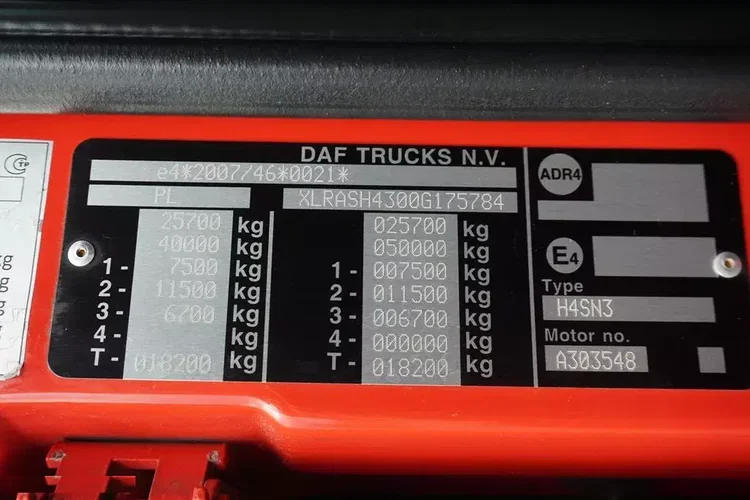 DAF TRUCKS N.V.
e4*2007/46*0021*
PL XLRASH4300G175784
25700 kg 025700 kg
40000 kg 050000 kg
1- 7500 kg 1- 007500 kg
2- 11500 kg 2- 011500 kg
3- 6700 kg 3- 006700 kg
4- kg 4- 000000 kg
T- 018200 kg T- 018200 kg
ADR4
E4
Type
H4SN3
Motor no.
A303548
TP
g
g
g